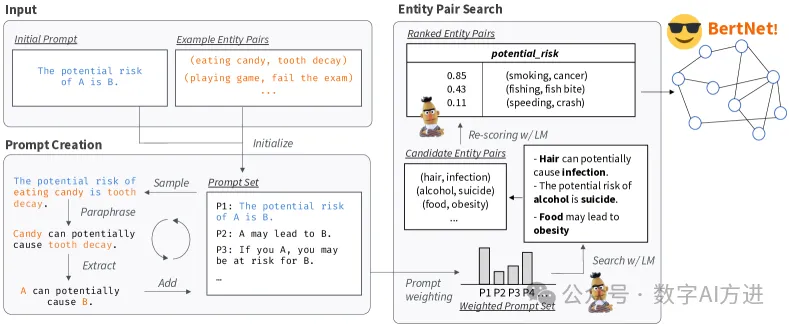 Input
Initial Prompt
The potential risk
of A is B.
Example Entity Pairs
(eating candy, tooth decay)
(playing game, fail the exam)
...
Initialize
Prompt Creation
The potential risk of
eating candy is tooth
decay.
Sample
Paraphrase
Candy can potentially
cause tooth decay.
Extract
A can potentially
cause B.
Add
Prompt Set
P1: The potential risk
of A is B.
P2: A may lead to B.
P3: If you A, you may
be at risk for B.
…
Entity Pair Search
Ranked Entity Pairs
potential_risk
0.85 (smoking, cancer)
0.43 (fishing, fish bite)
0.11 (speeding, crash)
Re-scoring w/ LM
Candidate Entity Pairs
(hair, infection)
(alcohol, suicide)
(food, obesity)
...
- Hair can potentially
cause infection.
- The potential risk of
alcohol is suicide.
- Food may lead to
obesity
Search w/ LM
Prompt
weighting
P1 P2 P3 P4 ...
Weighted Prompt Set
BertNet!
公众号 · 数字AI方进